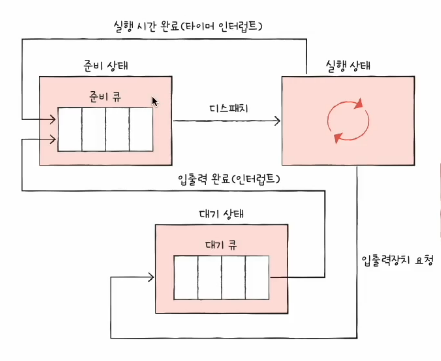 실행 시간 완료(타이머 인터럽트)
준비 상태
실행 상태
준비 큐
디스패치
입출력 완료(인터럽트)
대기 상태
대기 큐
입출력장치 요청